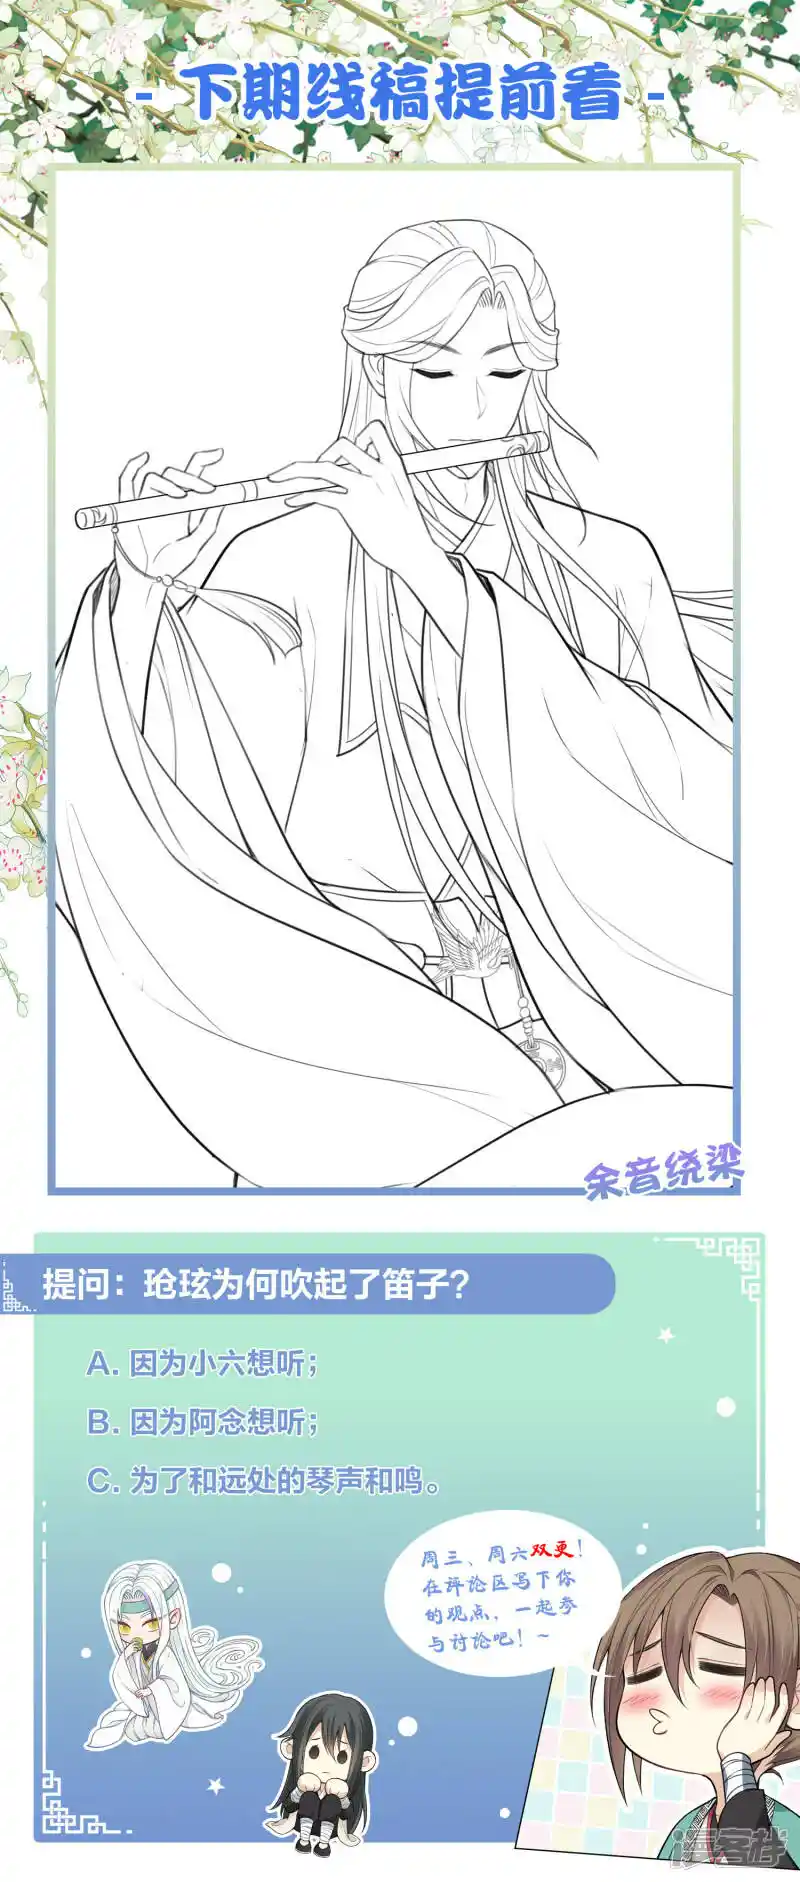 - 下期线稿提前看 -
余音绕梁
提问：玱玹为何吹起了笛子？
A. 因为小六想听；
B. 因为阿念想听；
C. 为了和远处的琴声和鸣。
周三、周六双更！
在评论区写下你
的观点，一起参
与讨论吧！~
漫客栈